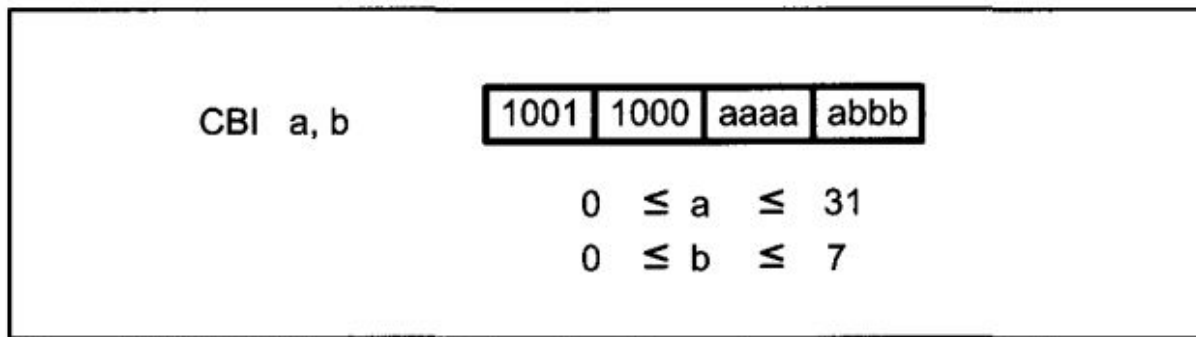 CBI a, b 1001 1000 aaaa abbb
0 ≤ a ≤ 31
0 ≤ b ≤ 7